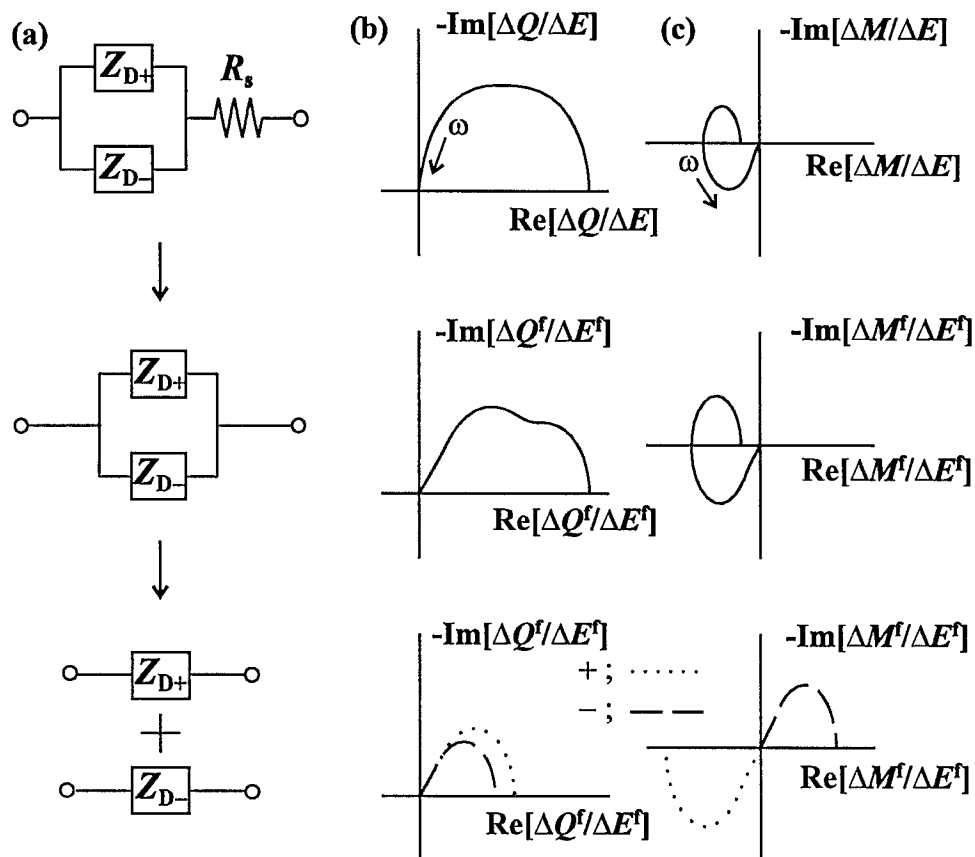 (a)
Z_D+
Z_D−
R_s
(b)
-Im[ΔQ/ΔE]
ω
Re[ΔQ/ΔE]
(c)
-Im[ΔM/ΔE]
ω
Re[ΔM/ΔE]
Z_D+
Z_D−
-Im[ΔQ^f/ΔE^f]
Re[ΔQ^f/ΔE^f]
-Im[ΔM^f/ΔE^f]
Re[ΔM^f/ΔE^f]
Z_D+
+
Z_D−
-Im[ΔQ^f/ΔE^f]
Re[ΔQ^f/ΔE^f]
+ ;
− ;
-Im[ΔM^f/ΔE^f]
Re[ΔM^f/ΔE^f]